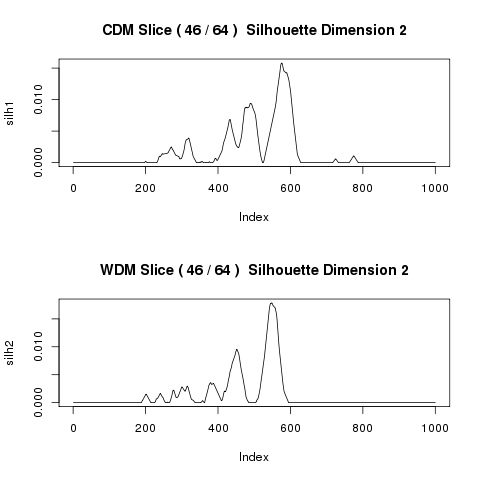 CDM Slice ( 46 / 64 )  Silhouette Dimension 2
silh1
0.010
0.000
0 200 400 600 800 1000
Index
WDM Slice ( 46 / 64 )  Silhouette Dimension 2
silh2
0.010
0.000
0 200 400 600 800 1000
Index